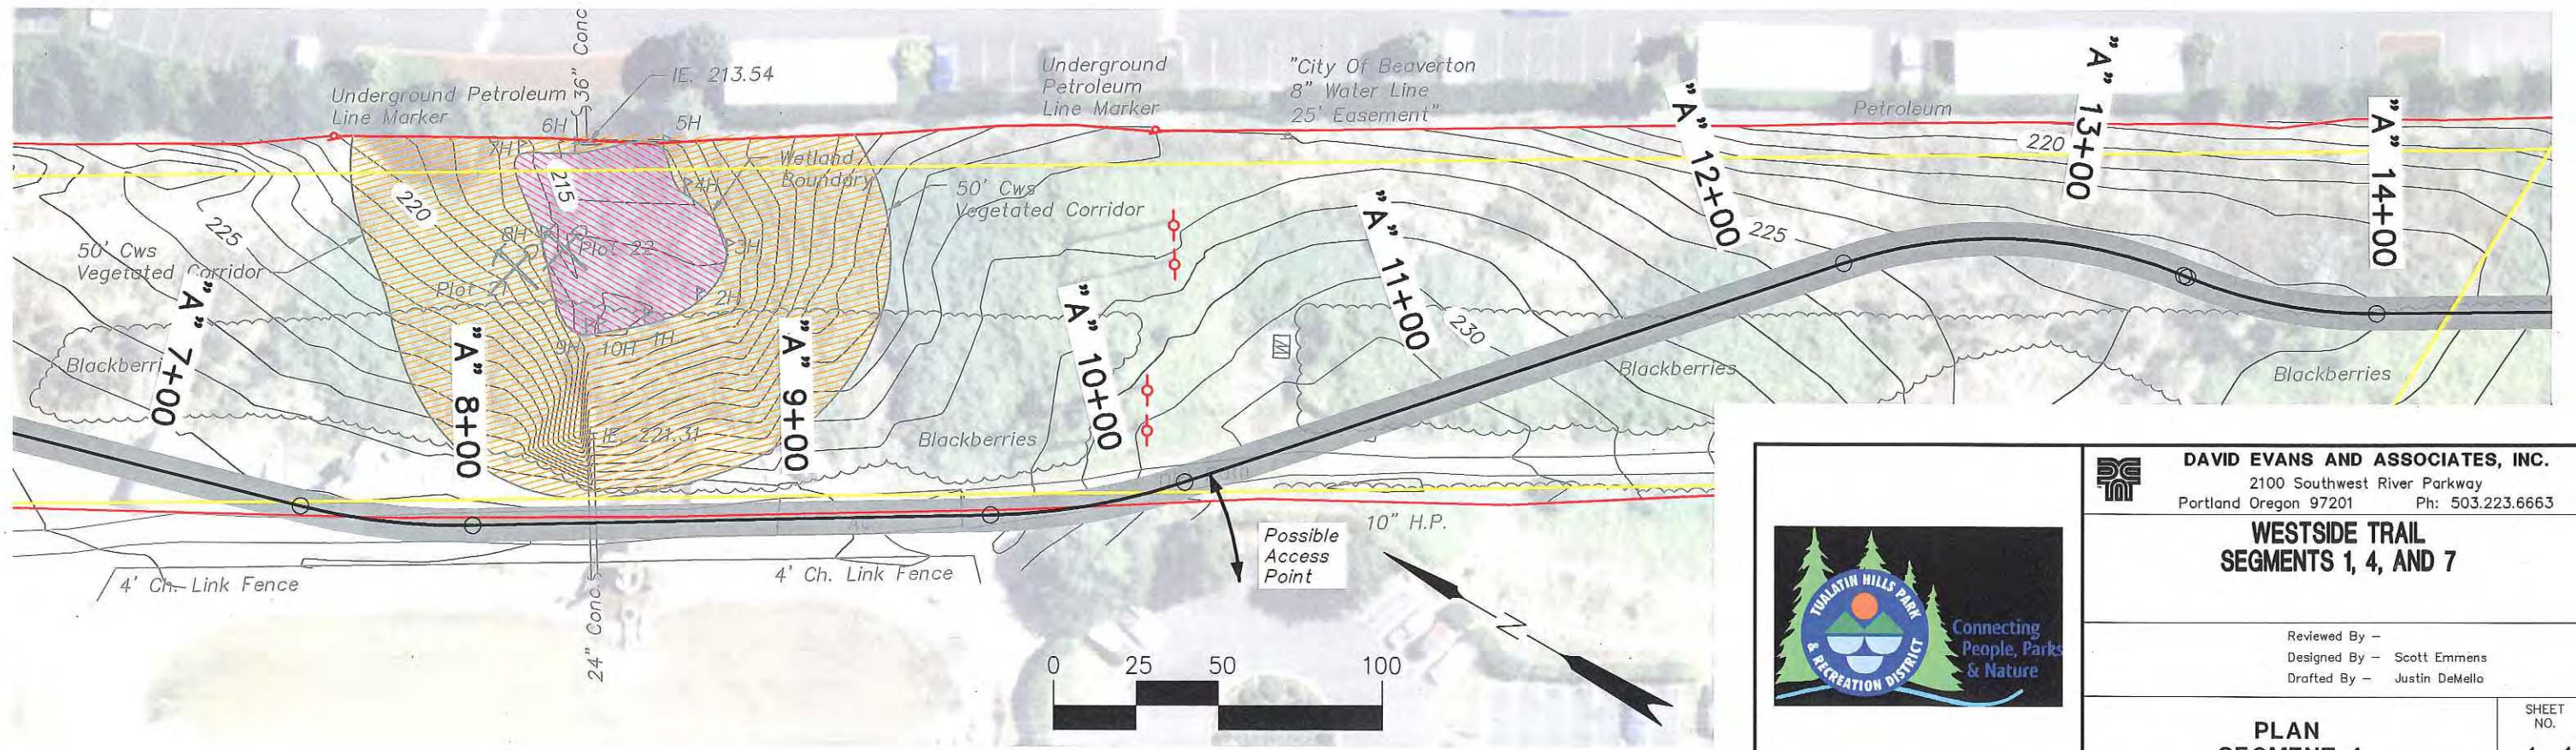 36" Conc
IE. 213.54
Underground Petroleum
Line Marker
6H
5H
7H
Underground
Petroleum
Line Marker
"City Of Beaverton
8" Water Line
25' Easement"
Petroleum
"A" 12+00
"A" 13+00
"A" 14+00
220
Wetland
Boundary
215
4H
220
50' Cws
Vegetated Corridor
225
50' Cws
Vegetated Corridor
8H
Plot 22
3H
225
Plot 21
2H
"A" 7+00
"A" 8+00
9H
10H
1H
"A" 9+00
"A" 10+00
"A" 11+00
230
Blackberri
Blackberries
Blackberries
Blackberries
IE. 221.31
10" H.P.
Possible
Access
Point
4' Ch. Link Fence
4' Ch. Link Fence
24" Conc.
N
0 25 50 100
TUALATIN HILLS PARK
& RECREATION DISTRICT
Connecting
People, Parks
& Nature
DAVID EVANS AND ASSOCIATES, INC.
2100 Southwest River Parkway
Portland Oregon 97201 Ph: 503.223.6663
WESTSIDE TRAIL
SEGMENTS 1, 4, AND 7
Reviewed By -
Designed By - Scott Emmens
Drafted By - Justin DeMello
PLAN
SHEET
NO.